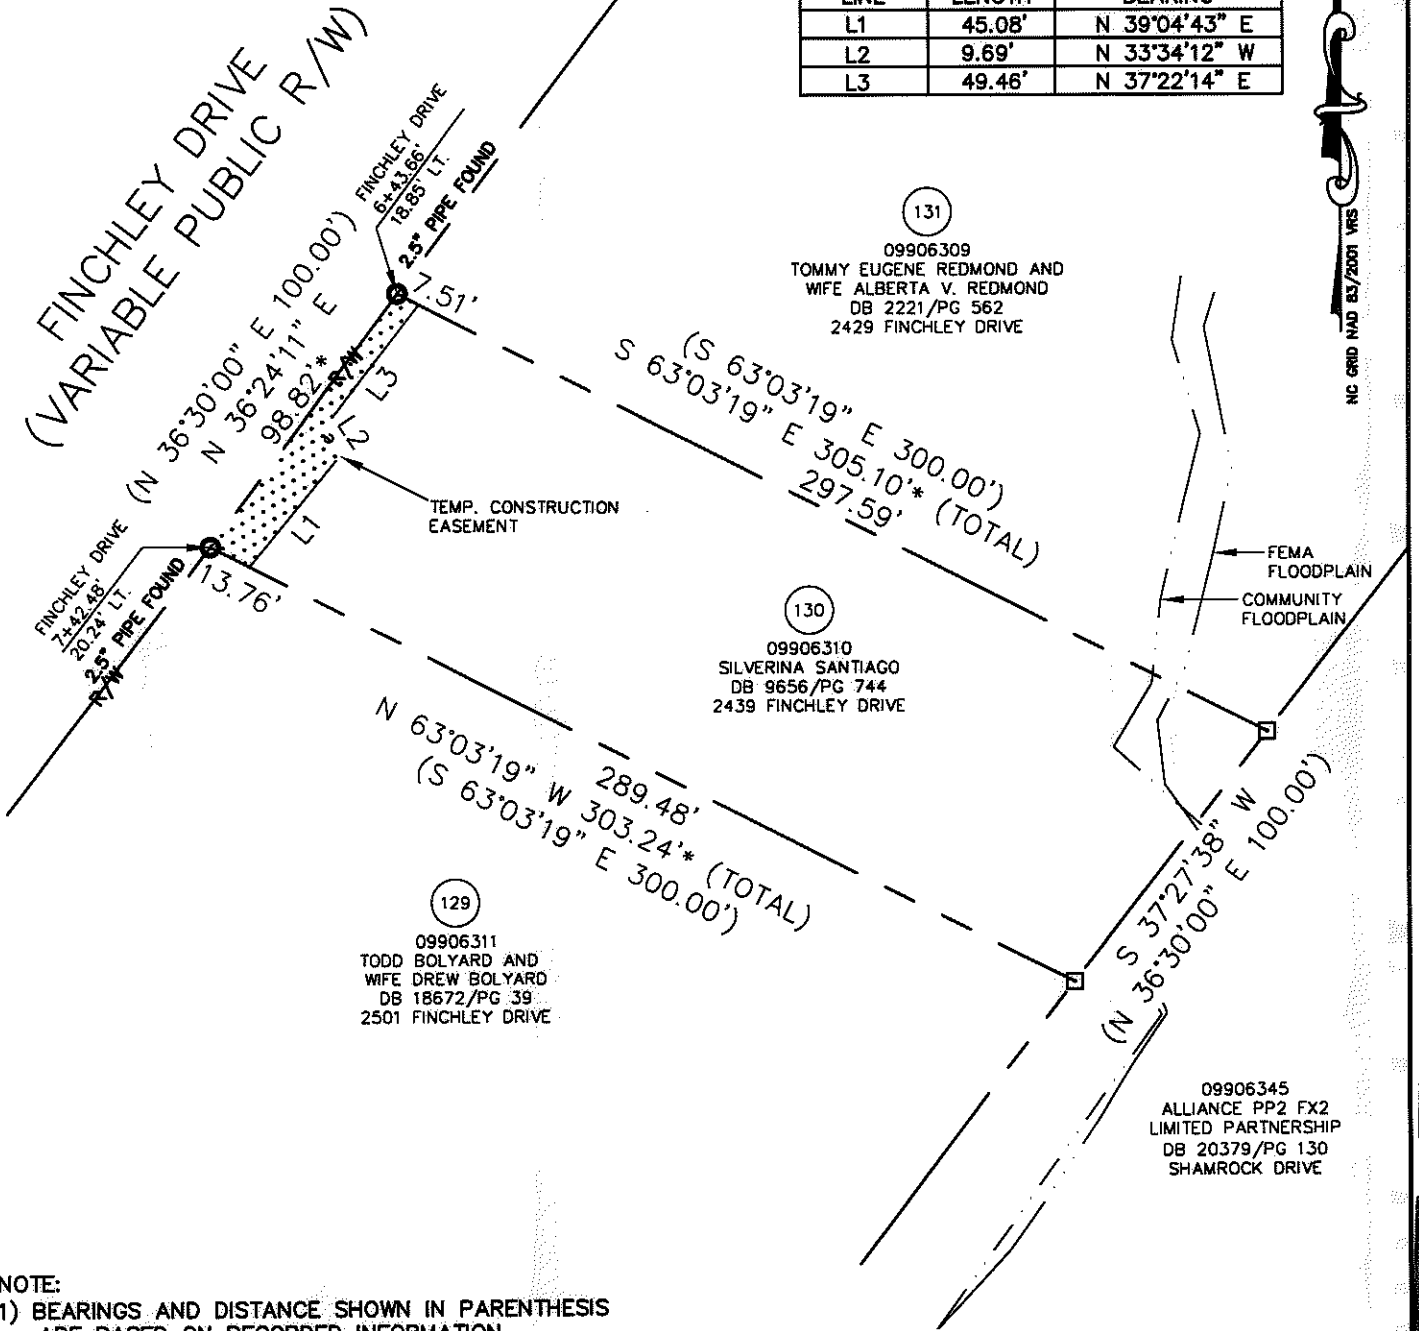 LINE LENGTH BEARING
L1 45.08' N 39°04'43" E
L2 9.69' N 33°34'12" W
L3 49.46' N 37°22'14" E
NC GRID NAD 83/2001 VRS
FINCHLEY DRIVE
(VARIABLE PUBLIC R/W)
FINCHLEY DRIVE
6+43.66'
18.85' LT.
2.5" PIPE FOUND
(N 36°30'00" E 100.00')
N 36°24'11" E
98.82'*
R/W
7.51'
L3
L2
L1
TEMP. CONSTRUCTION
EASEMENT
131
09906309
TOMMY EUGENE REDMOND AND
WIFE ALBERTA V. REDMOND
DB 2221/PG 562
2429 FINCHLEY DRIVE
(S 63°03'19" E 300.00')
S 63°03'19" E 305.10'* (TOTAL)
297.59'
FEMA
FLOODPLAIN
COMMUNITY
FLOODPLAIN
FINCHLEY DRIVE
7+42.48'
20.24' LT.
2.5" PIPE FOUND
R/W
13.76'
130
09906310
SILVERINA SANTIAGO
DB 9656/PG 744
2439 FINCHLEY DRIVE
289.48'
N 63°03'19" W 303.24'* (TOTAL)
(S 63°03'19" E 300.00')
S 37°27'38" W
(N 36°30'00" E 100.00')
129
09906311
TODD BOLYARD AND
WIFE DREW BOLYARD
DB 18672/PG 39
2501 FINCHLEY DRIVE
09906345
ALLIANCE PP2 FX2
LIMITED PARTNERSHIP
DB 20379/PG 130
SHAMROCK DRIVE
NOTE:
1) BEARINGS AND DISTANCE SHOWN IN PARENTHESIS
ARE BASED ON RECORDED INFORMATION